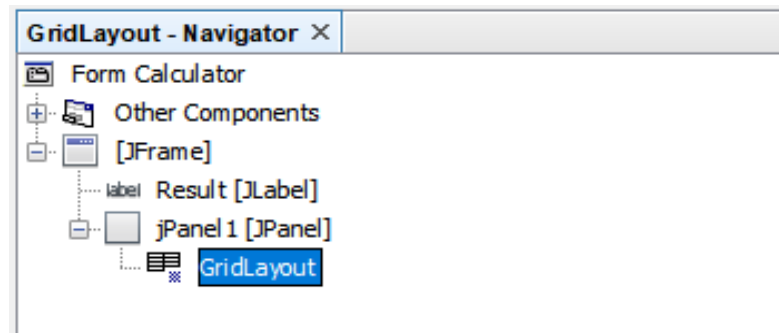 GridLayout - Navigator ×
Form Calculator
Other Components
[JFrame]
label Result [JLabel]
jPanel1 [JPanel]
GridLayout